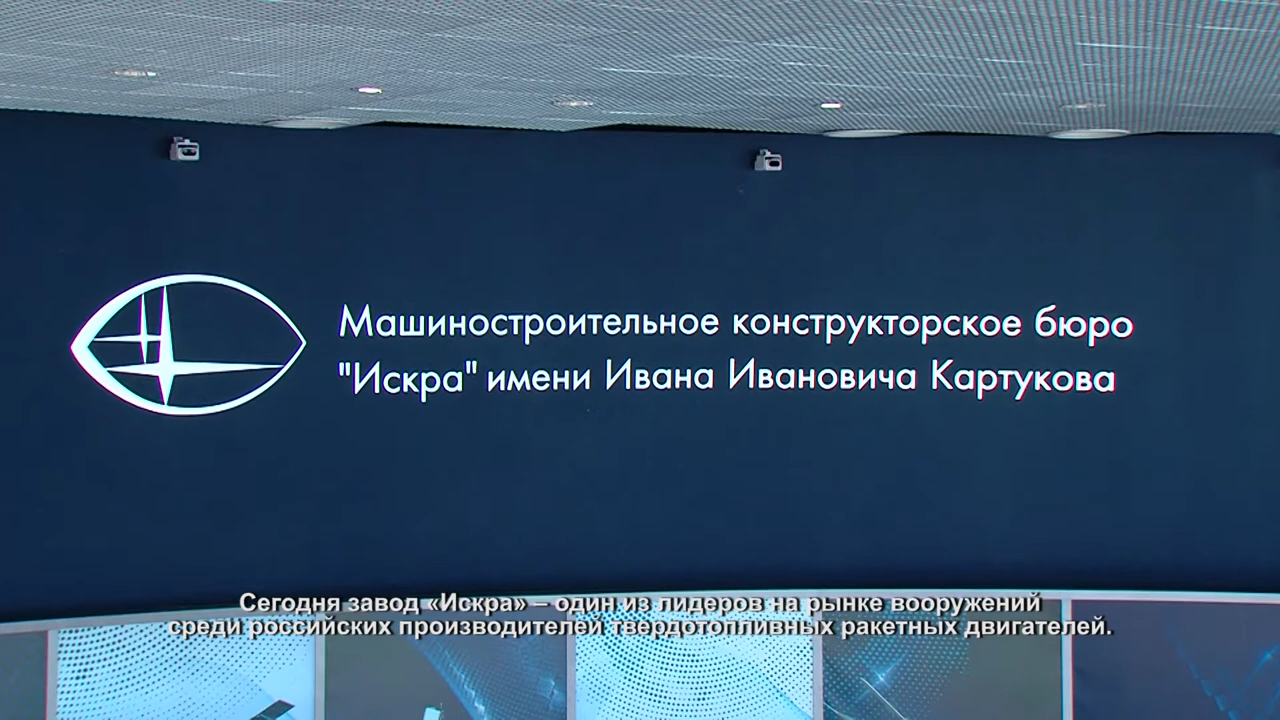 Машиностроительное конструкторское бюро
"Искра" имени Ивана Ивановича Картукова
Сегодня завод «Искра» – один из лидеров на рынке вооружений
среди российских производителей твердотопливных ракетных двигателей.